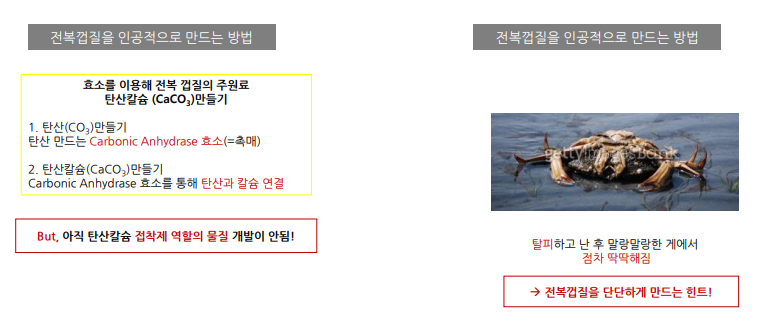 전복껍질을 인공적으로 만드는 방법
효소를 이용해 전복 껍질의 주원료
탄산칼슘 (CaCO3)만들기
1. 탄산(CO3)만들기
탄산 만드는 Carbonic Anhydrase 효소(=촉매)
2. 탄산칼슘(CaCO3)만들기
Carbonic Anhydrase 효소를 통해 탄산과 칼슘 연결
But, 아직 탄산칼슘 접착제 역할의 물질 개발이 안됨!
전복껍질을 인공적으로 만드는 방법
gettyimagesbank
탈피하고 난 후 말랑말랑한 게에서
점차 딱딱해짐
→ 전복껍질을 단단하게 만드는 힌트!